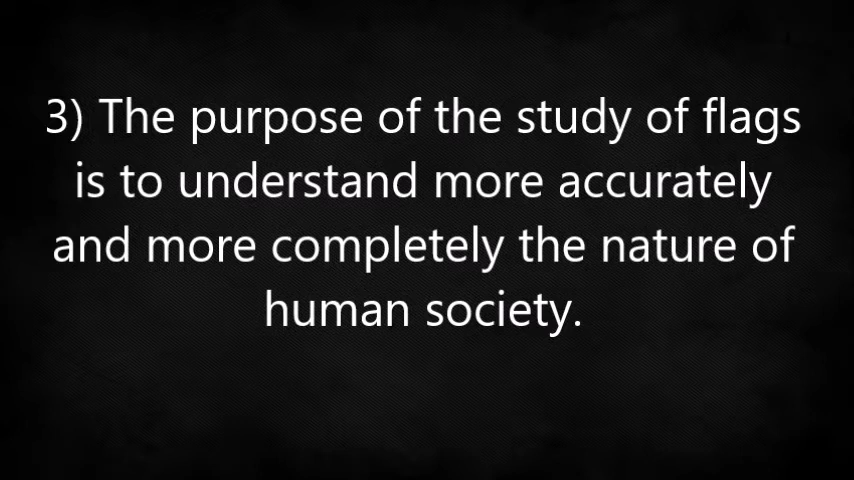 3) The purpose of the study of flags
is to understand more accurately
and more completely the nature of
human society.